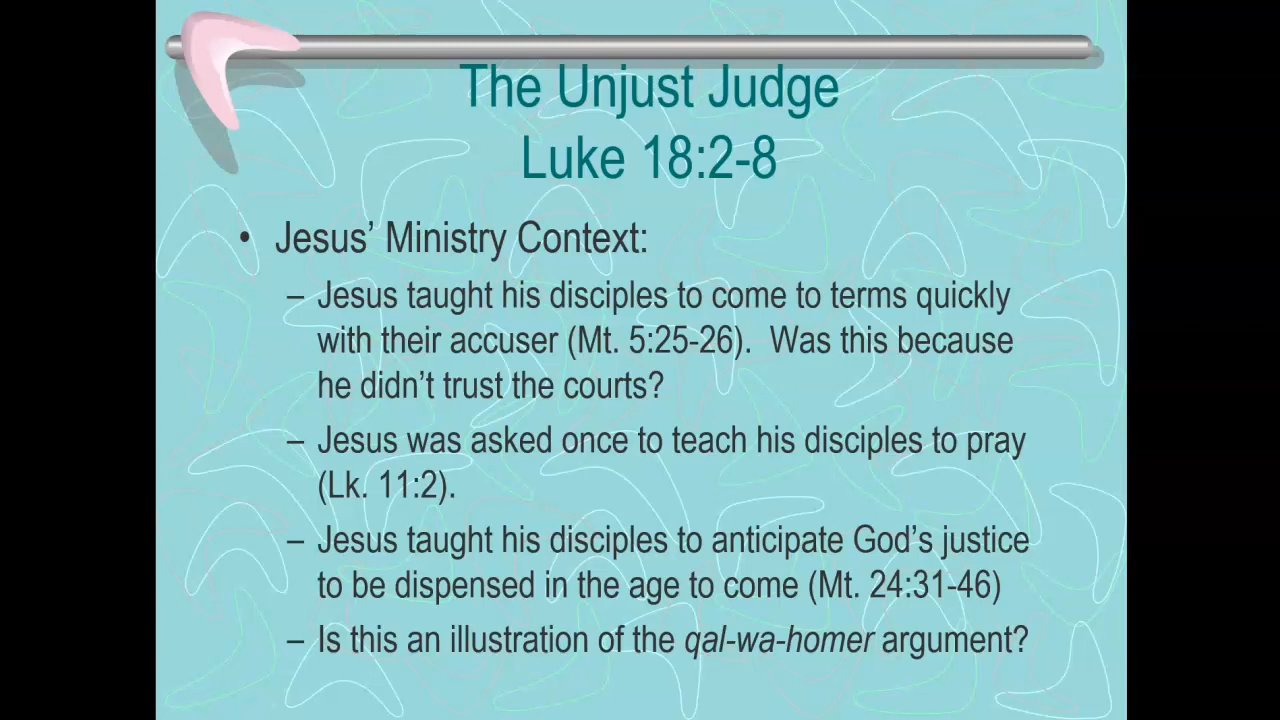 The Unjust Judge
Luke 18:2-8
• Jesus’ Ministry Context:
– Jesus taught his disciples to come to terms quickly
with their accuser (Mt. 5:25-26).  Was this because
he didn’t trust the courts?
– Jesus was asked once to teach his disciples to pray
(Lk. 11:2).
– Jesus taught his disciples to anticipate God’s justice
to be dispensed in the age to come (Mt. 24:31-46)
– Is this an illustration of the qal-wa-homer argument?